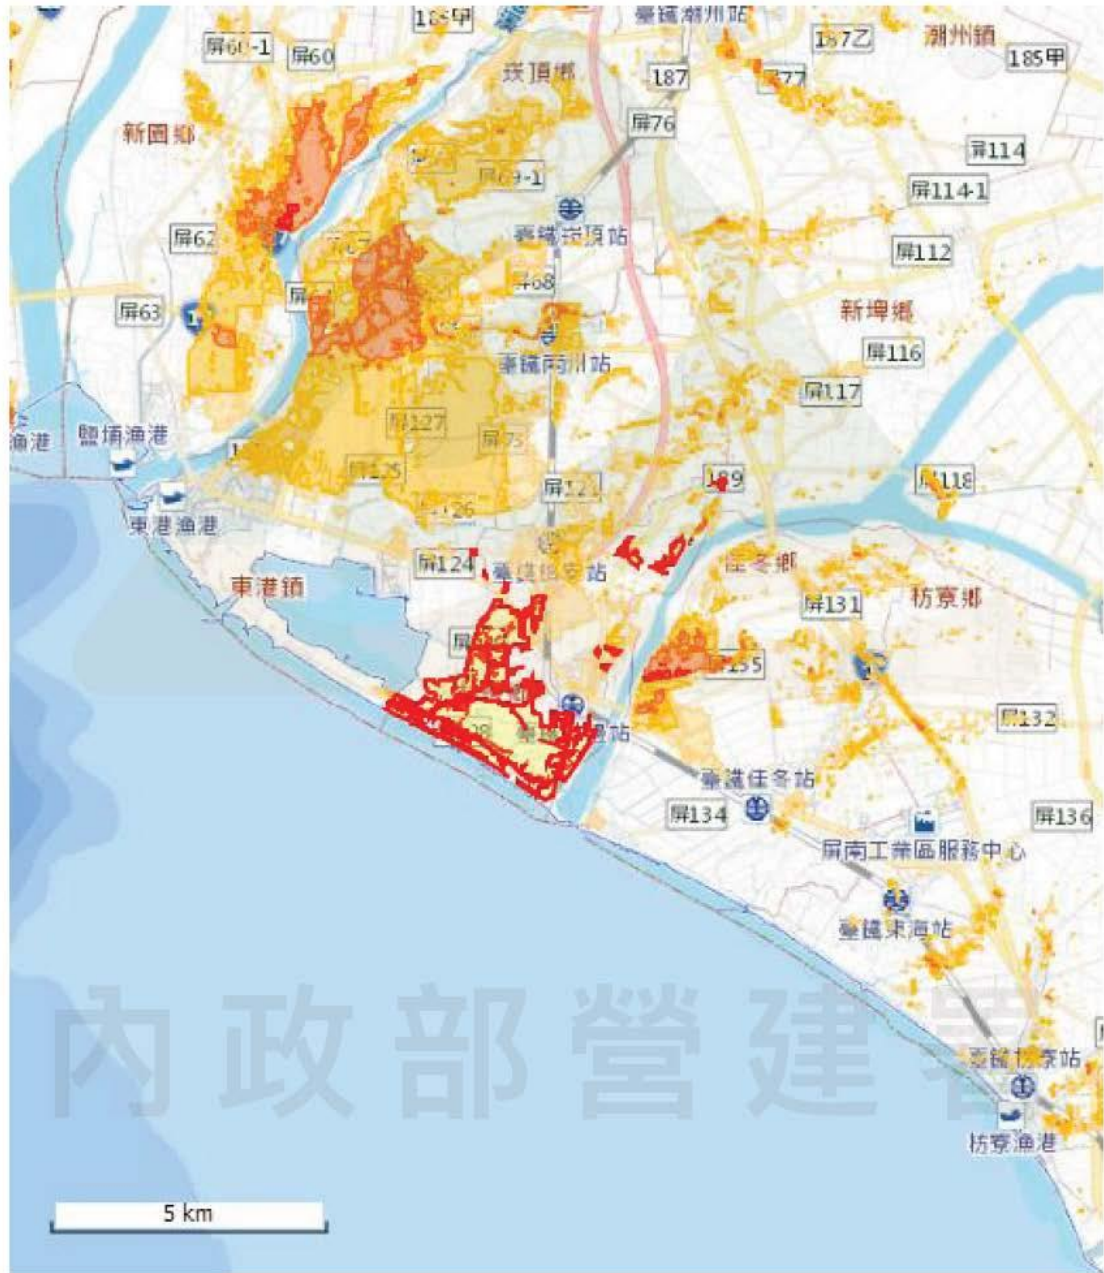 185甲
臺鐵潮州站
潮州鎮
屏60-1
屏60
187乙
185甲
崁頂鄉
187
新園鄉
屏76
屏114
屏114-1
屏62
臺鐵崁頂站
屏112
屏68
屏63
1
新埤鄉
屏116
臺鐵南州站
屏117
屏127
鹽埔漁港
漁港
屏125
屏118
189
東港漁港
屏124
佳冬鄉
東港鎮
屏131
枋寮鄉
屏132
臺鐵佳冬站
屏134
屏136
屏南工業區服務中心
臺鐵東海站
內政部營建署
臺鐵枋寮站
枋寮漁港
5 km